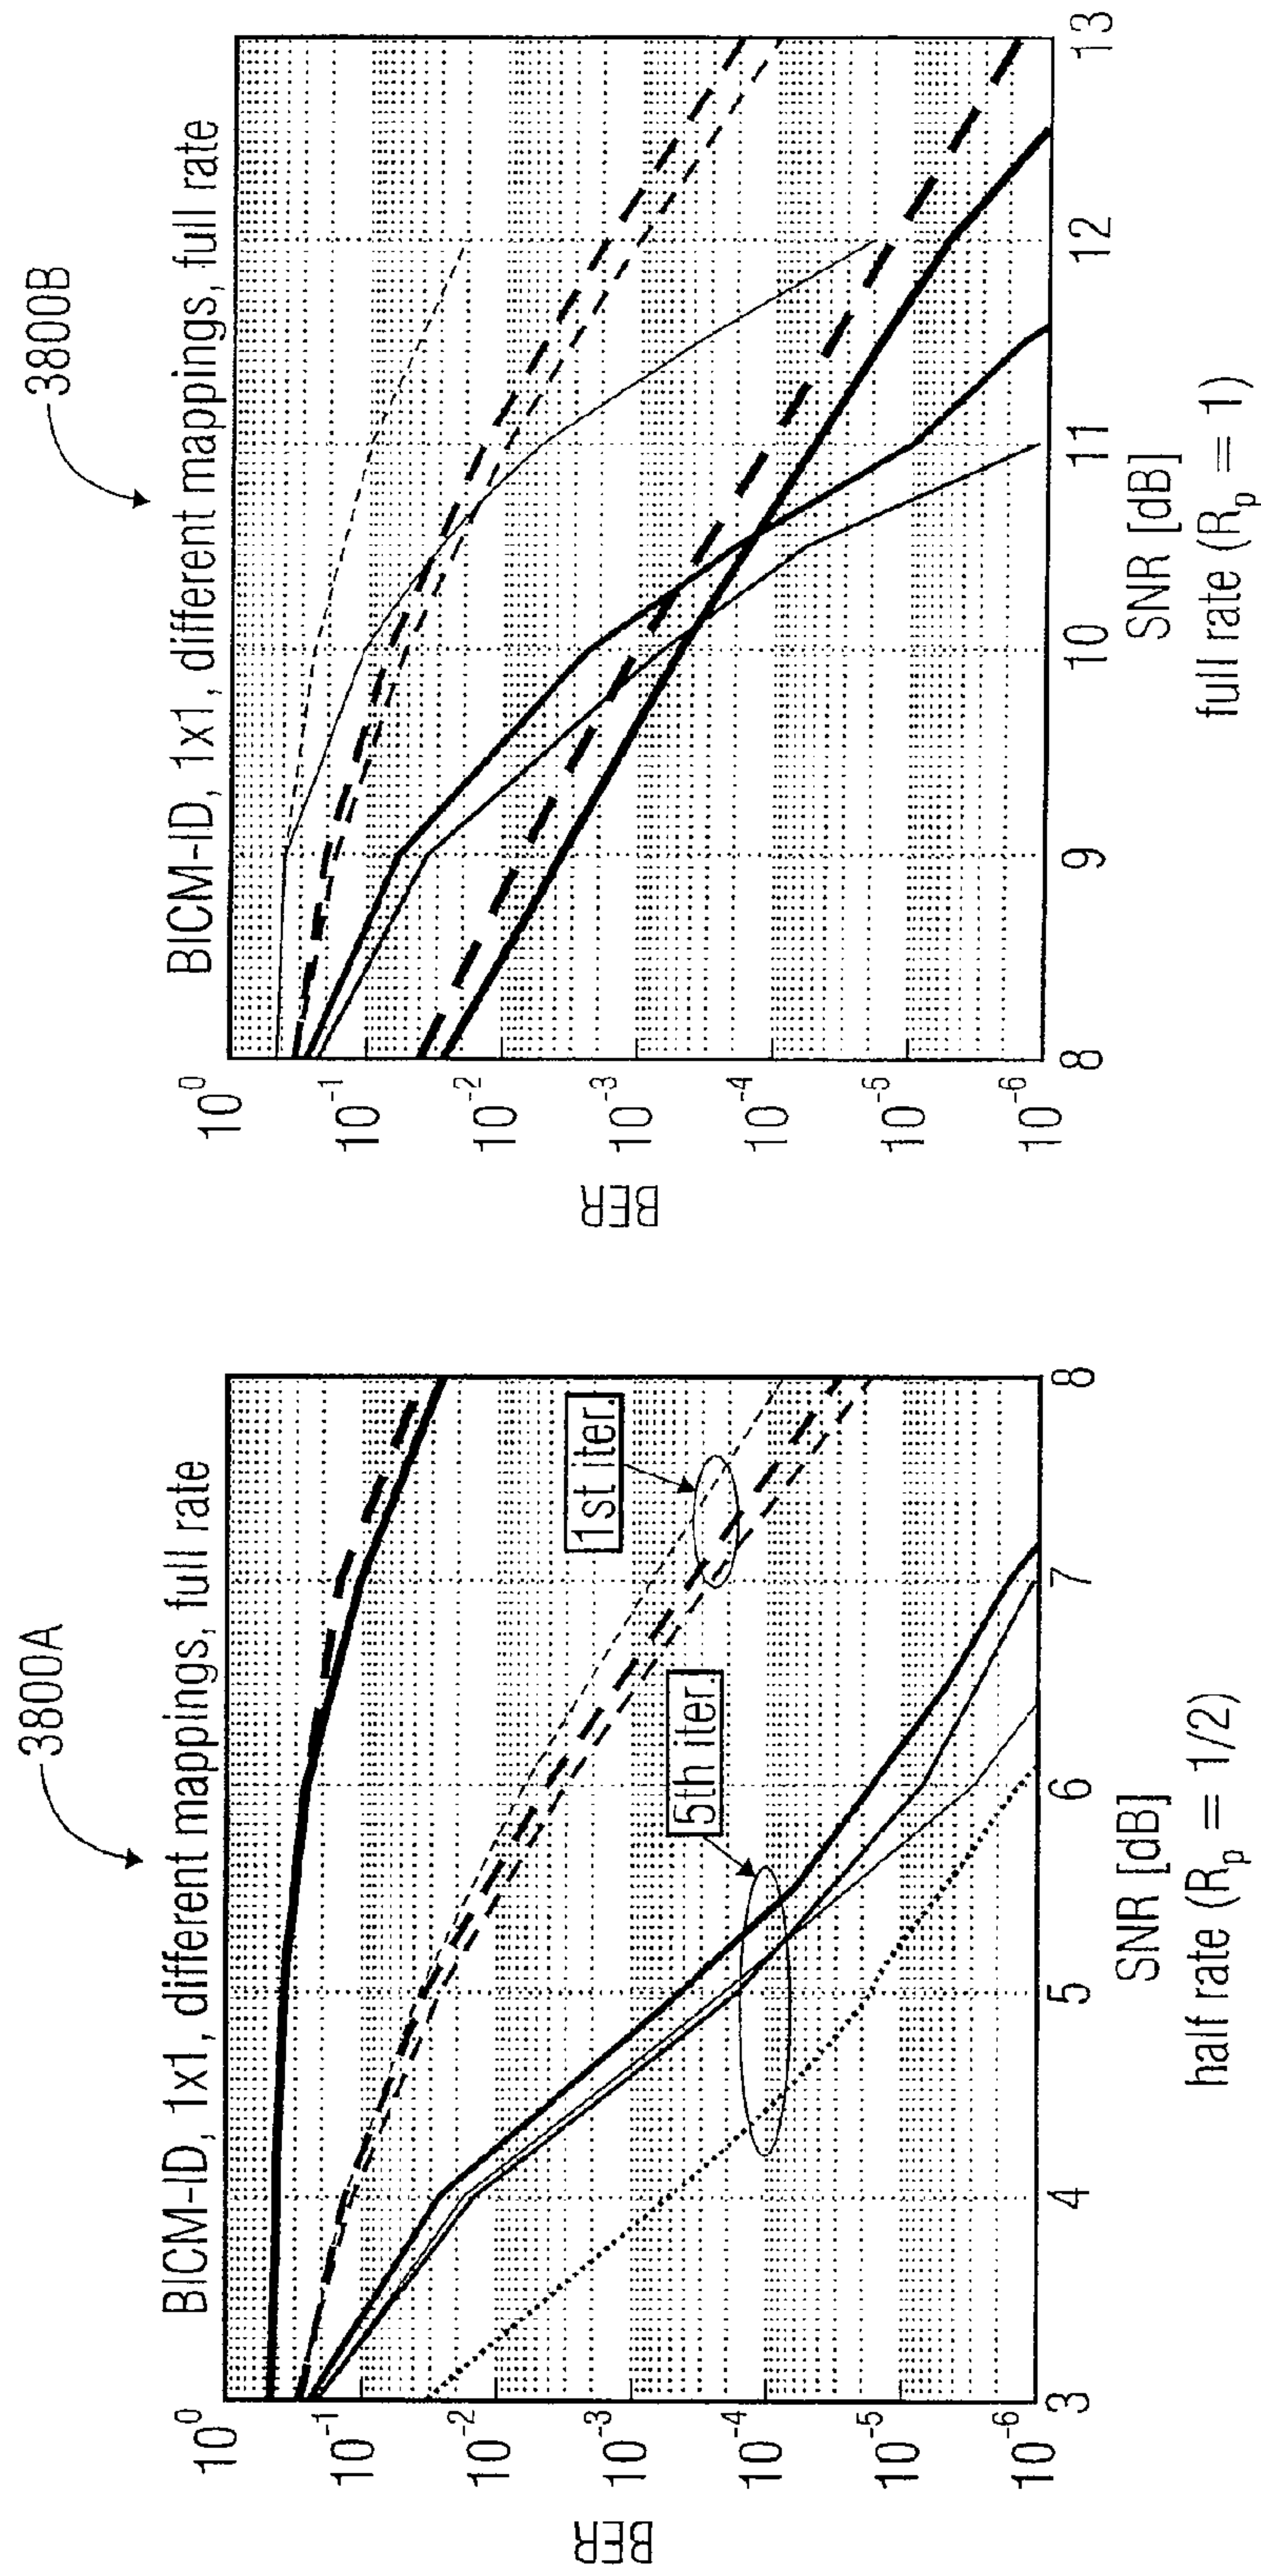 3800A
BICM-ID, 1x1, different mappings, full rate
10^0
10^-1
10^-2
10^-3
10^-4
10^-5
10^-6
BER
1st iter.
5th iter.
3 4 5 6 7 8
SNR [dB]
half rate (R_p = 1/2)
3800B
BICM-ID, 1x1, different mappings, full rate
10^0
10^-1
10^-2
10^-3
10^-4
10^-5
10^-6
BER
8 9 10 11 12 13
SNR [dB]
full rate (R_p = 1)